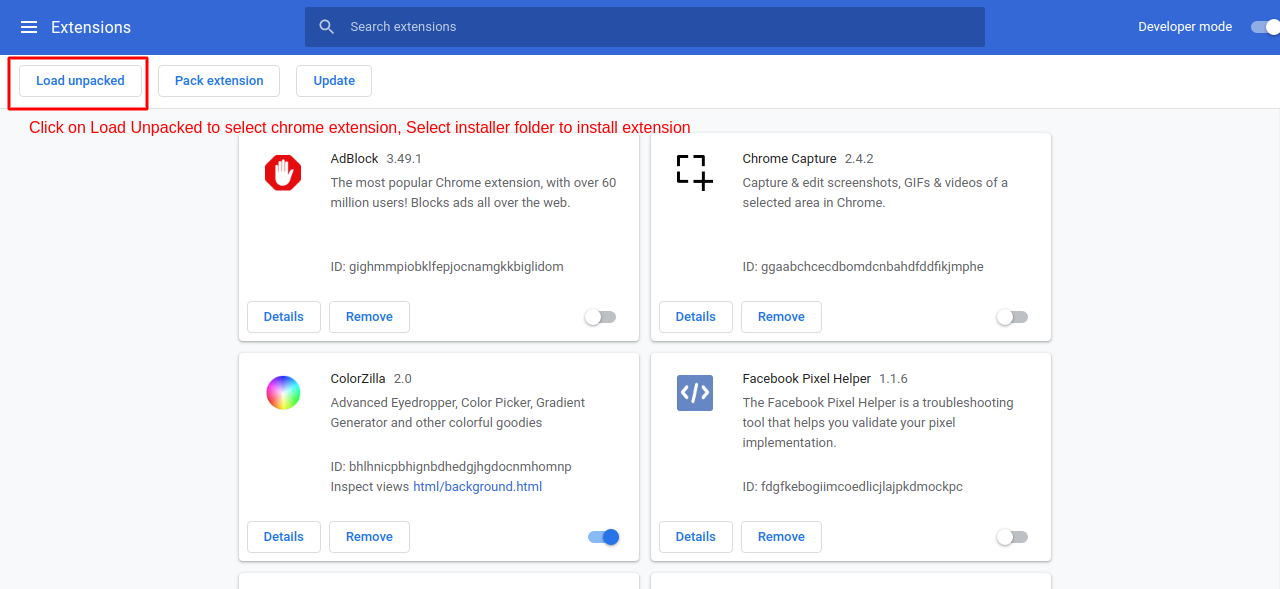 Extensions
Search extensions
Developer mode
Load unpacked
Pack extension
Update
Click on Load Unpacked to select chrome extension, Select installer folder to install extension
AdBlock 3.49.1
The most popular Chrome extension, with over 60
million users! Blocks ads all over the web.
ID: gighmmpiobklfepjocnamgkkbiglidom
Details
Remove
Chrome Capture 2.4.2
Capture & edit screenshots, GIFs & videos of a
selected area in Chrome.
ID: ggaabchcecdbomdcnbahdfddfikjmphe
Details
Remove
ColorZilla 2.0
Advanced Eyedropper, Color Picker, Gradient
Generator and other colorful goodies
ID: bhlhnicpbhignbdhedgjhgdocnmhomnp
Inspect views html/background.html
Details
Remove
Facebook Pixel Helper 1.1.6
The Facebook Pixel Helper is a troubleshooting
tool that helps you validate your pixel
implementation.
ID: fdgfkebogiimcoedlicjlajpkdmockpc
Details
Remove